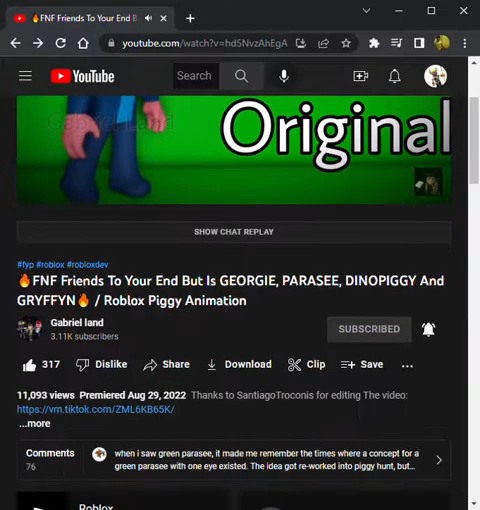 🔥FNF Friends To Your End B
youtube.com/watch?v=hd5NvzAhEgA
YouTube
Search
Gabriel Land
Original
SHOW CHAT REPLAY
#fyp #roblox #robloxdev
🔥FNF Friends To Your End But Is GEORGIE, PARASEE, DINOPIGGY And
GRYFFYN🔥 / Roblox Piggy Animation
Gabriel land
3.11K subscribers
SUBSCRIBED
317 Dislike Share Download Clip Save ...
11,093 views Premiered Aug 29, 2022 Thanks to SantiagoTroconis for editing The video:
https://vm.tiktok.com/ZML6KB65K/
...more
Comments
76
when i saw green parasee, it made me remember the times where a concept for a
green parasee with one eye existed. The idea got re-worked into piggy hunt, but...
Roblox